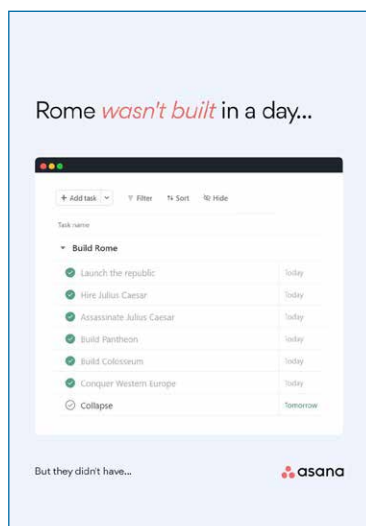 Rome wasn't built in a day...
+ Add task
Filter
Sort
Hide
Task name
Build Rome
Launch the republic Today
Hire Julius Caesar Today
Assassinate Julius Caesar Today
Build Pantheon Today
Build Colosseum Today
Conquer Western Europe Today
Collapse Tomorrow
But they didn't have...
asana